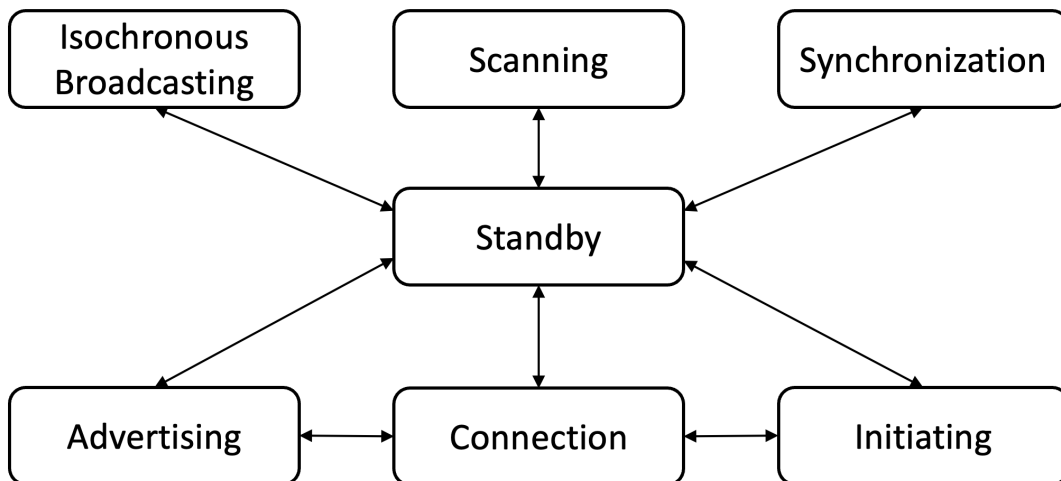 Isochronous
Broadcasting
Scanning
Synchronization
Standby
Advertising
Connection
Initiating